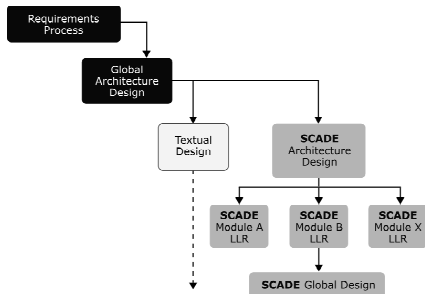 Requirements
Process
Global
Architecture
Design
Textual
Design
SCADE
Architecture
Design
SCADE
Module A
LLR
SCADE
Module B
LLR
SCADE
Module X
LLR
SCADE Global Design